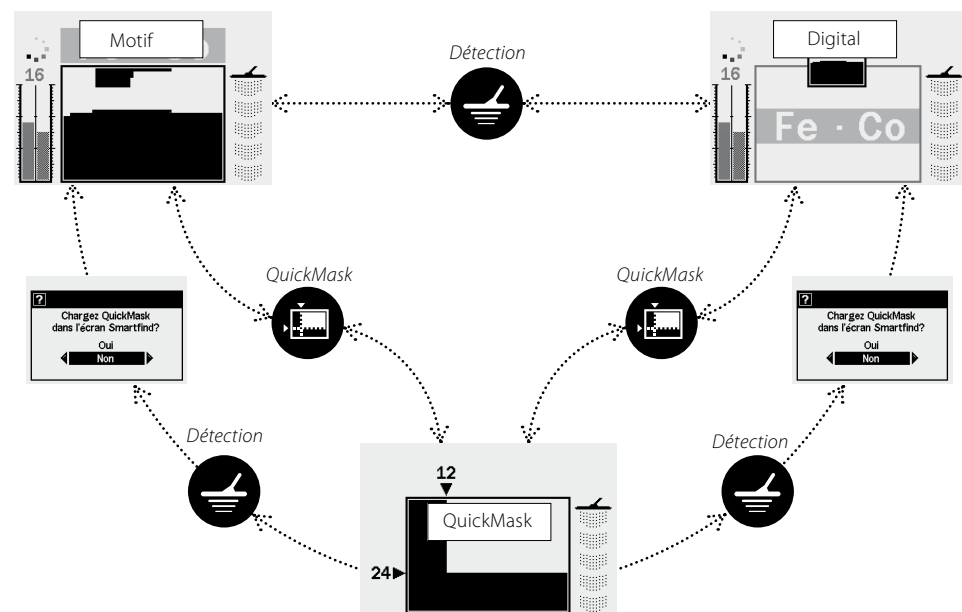 Motif
16
Détection
Digital
16
Fe · Co
QuickMask
QuickMask
?
Chargez QuickMask
dans l'écran Smartfind?
Oui
Non
?
Chargez QuickMask
dans l'écran Smartfind?
Oui
Non
Détection
Détection
12
QuickMask
24